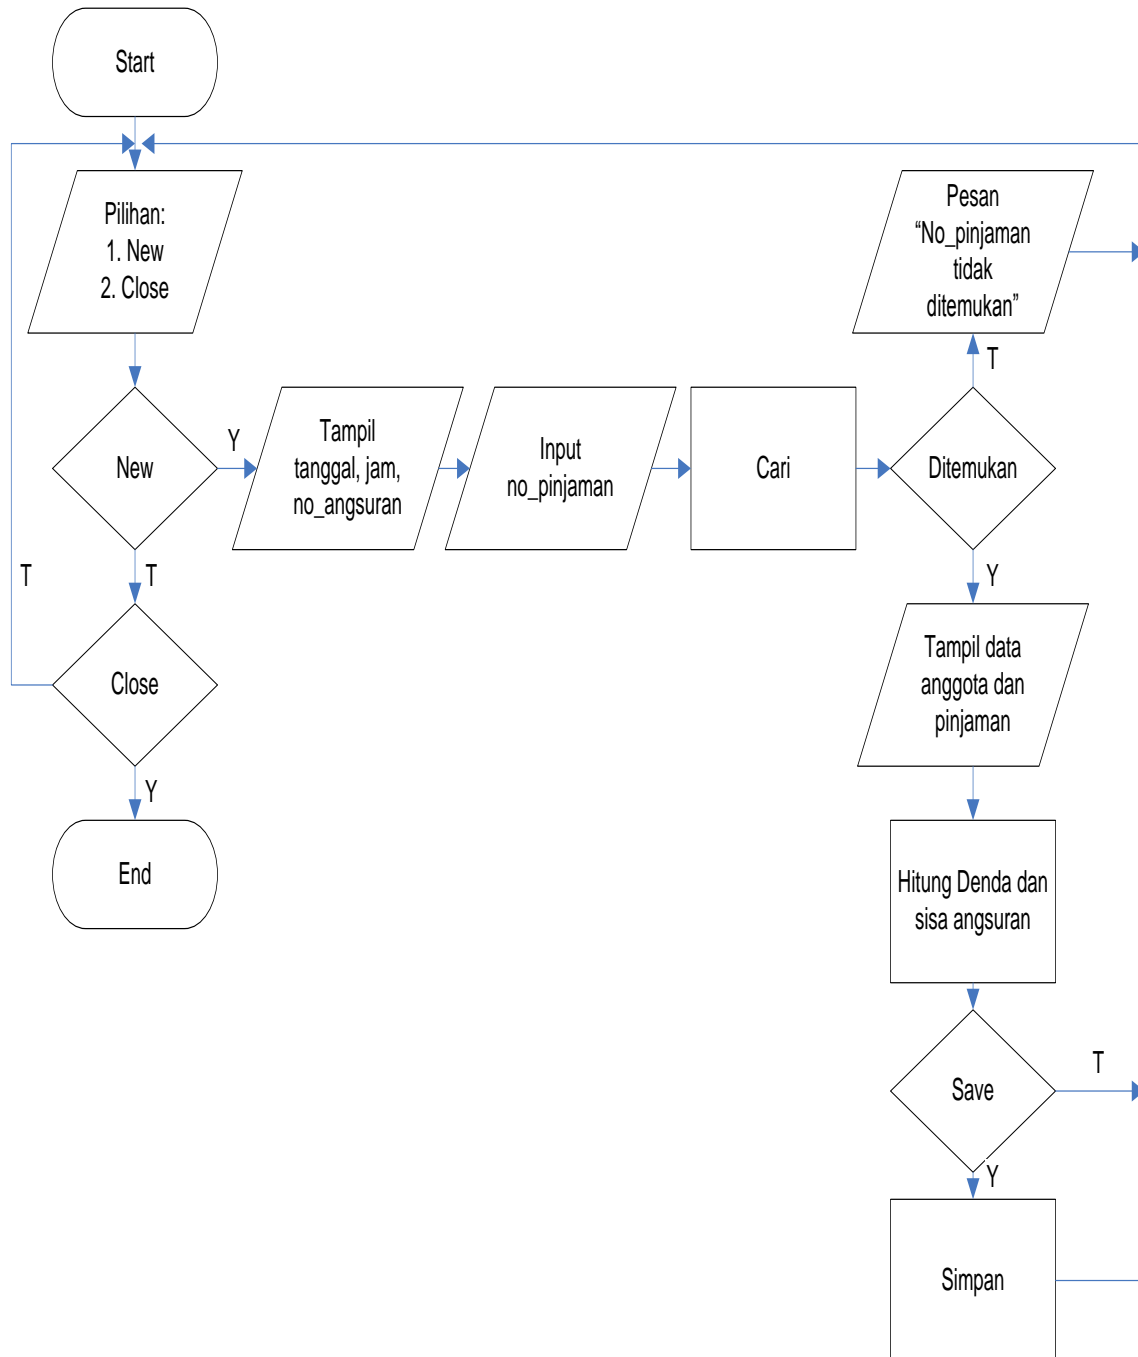 Start
Pilihan:
1. New
2. Close
Pesan
“No_pinjaman
tidak
ditemukan”
T
New
Y
Tampil
tanggal, jam,
no_angsuran
Input
no_pinjaman
Cari
Ditemukan
T
T
Y
Close
Tampil data
anggota dan
pinjaman
Y
End
Hitung Denda dan
sisa angsuran
Save
T
Y
Simpan